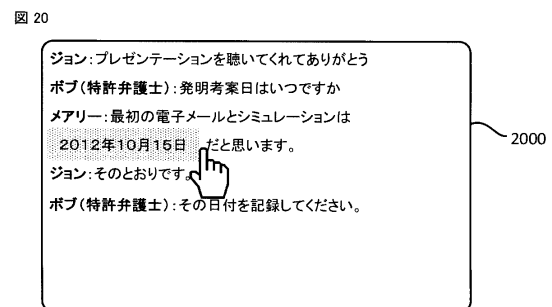 図 20
ジョン:プレゼンテーションを聴いてくれてありがとう
ボブ(特許弁護士):発明考案日はいつですか
メアリー:最初の電子メールとシミュレーションは
2012年10月15日 だと思います。
ジョン:そのとおりです。
ボブ(特許弁護士):その日付を記録してください。
2000